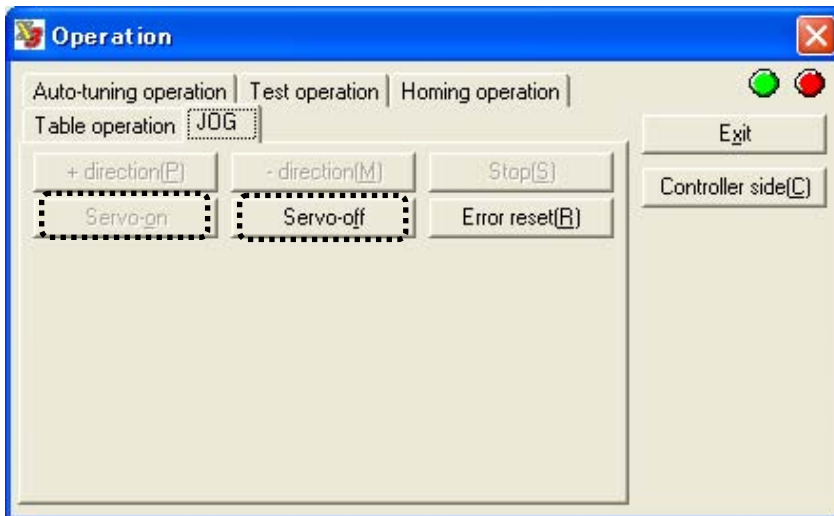 Operation
Auto-tuning operation Test operation Homing operation
Table operation JOG
Exit
+ direction(P) - direction(M) Stop(S)
Controller side(C)
Servo-on Servo-off Error reset(R)